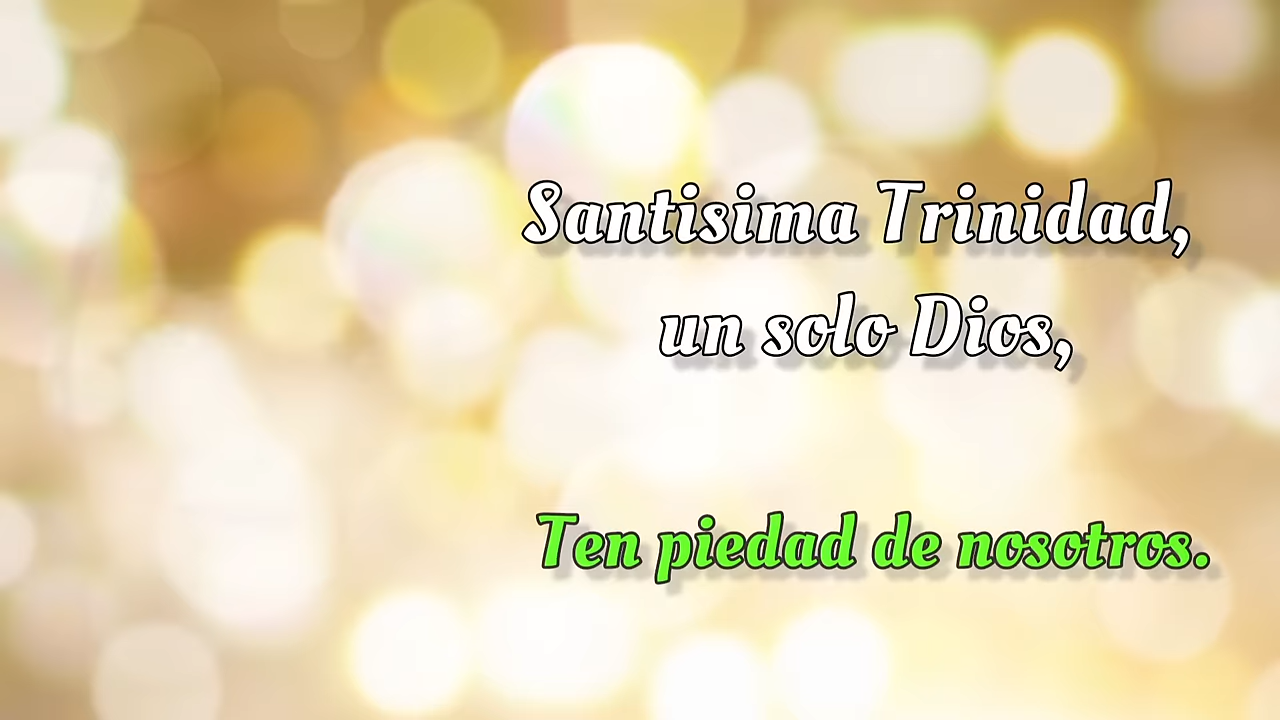 Santisima Trinidad,
un solo Dios,
Ten piedad de nosotros.